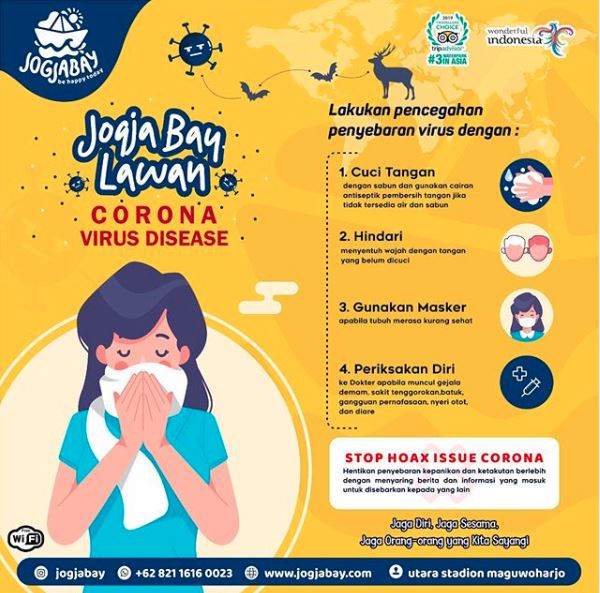 JOGJABAY
be happy today
2019
TRAVELLERS'
CHOICE
tripadvisor
#3 WATERPARK
IN ASIA
wonderful
indonesia
Jogja Bay
Lawan
CORONA
VIRUS DISEASE
Lakukan pencegahan
penyebaran virus dengan :
1. Cuci Tangan
dengan sabun dan gunakan cairan
antiseptik pembersih tangan jika
tidak tersedia air dan sabun
2. Hindari
menyentuh wajah dengan tangan
yang belum dicuci
3. Gunakan Masker
apabila tubuh merasa kurang sehat
4. Periksakan Diri
ke Dokter apabila muncul gejala
demam, sakit tenggorokan,batuk,
gangguan pernafasaan, nyeri otot,
dan diare
STOP HOAX ISSUE CORONA
Hentikan penyebaran kepanikan dan ketakutan berlebih
dengan menyaring berita dan informasi yang masuk
untuk disebarkan kepada yang lain
Jaga Diri, Jaga Sesama,
Jaga Orang-orang yang Kita Sayangi
Wi Fi
jogjabay
+62 821 1616 0023
www.jogjabay.com
utara stadion maguwoharjo